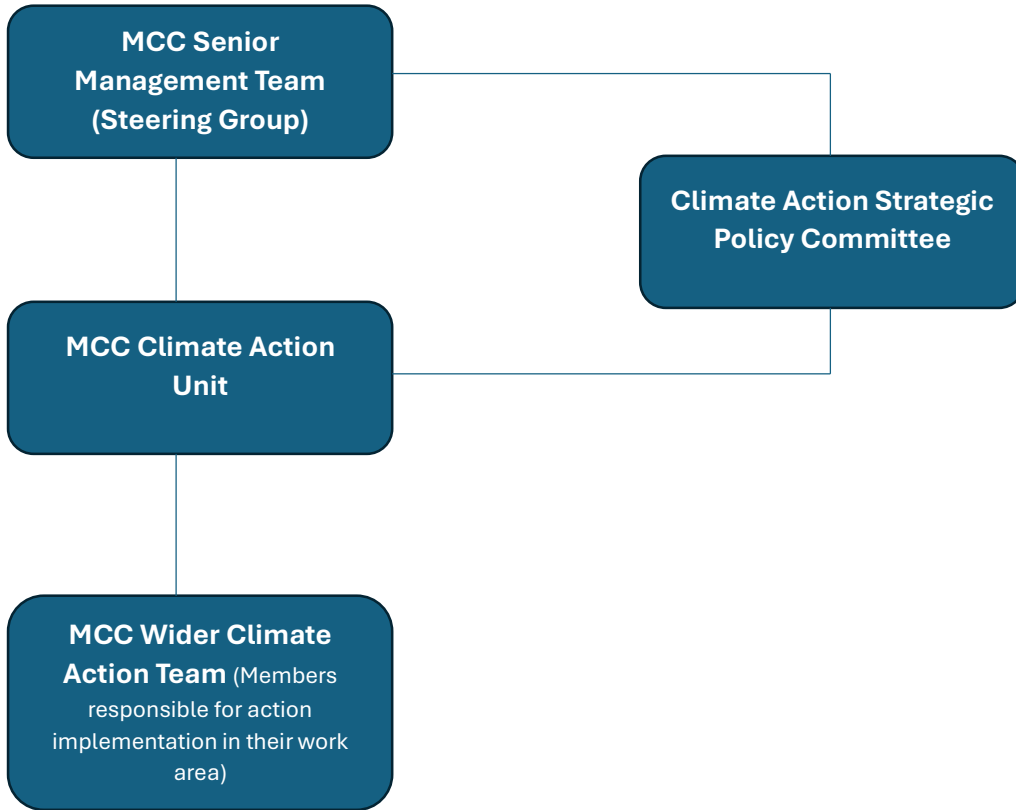 MCC Senior
Management Team
(Steering Group)
Climate Action Strategic
Policy Committee
MCC Climate Action
Unit
MCC Wider Climate
Action Team (Members
responsible for action
implementation in their work
area)